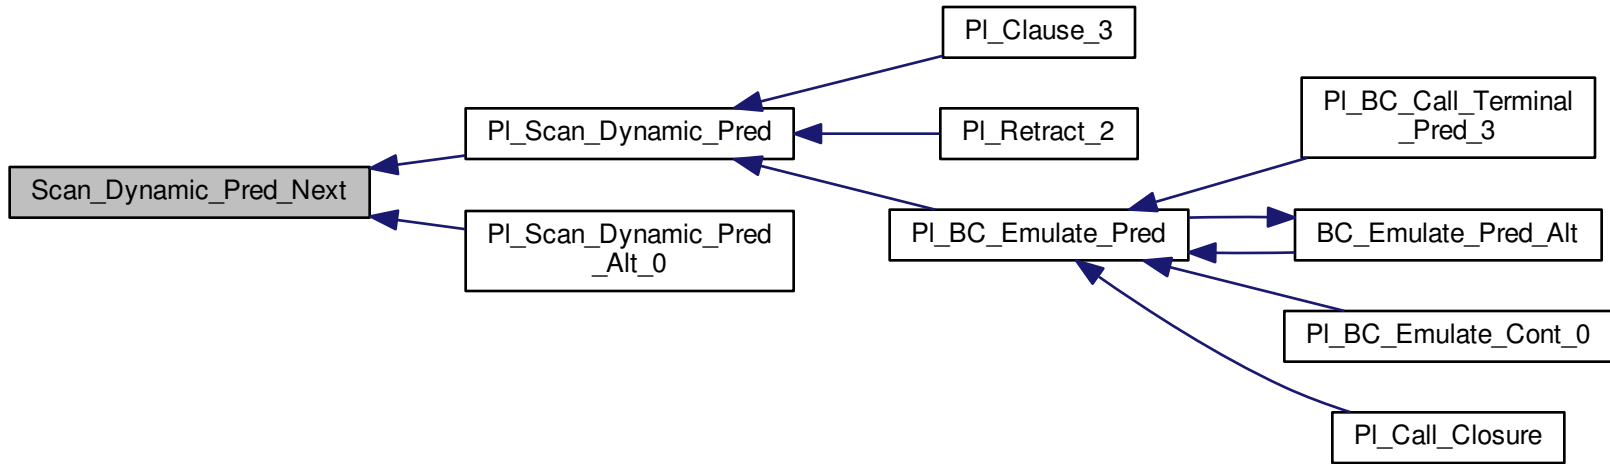 Pl_Clause_3
Pl_BC_Call_Terminal
_Pred_3
Pl_Scan_Dynamic_Pred
Pl_Retract_2
Scan_Dynamic_Pred_Next
Pl_Scan_Dynamic_Pred
_Alt_0
Pl_BC_Emulate_Pred
BC_Emulate_Pred_Alt
Pl_BC_Emulate_Cont_0
Pl_Call_Closure